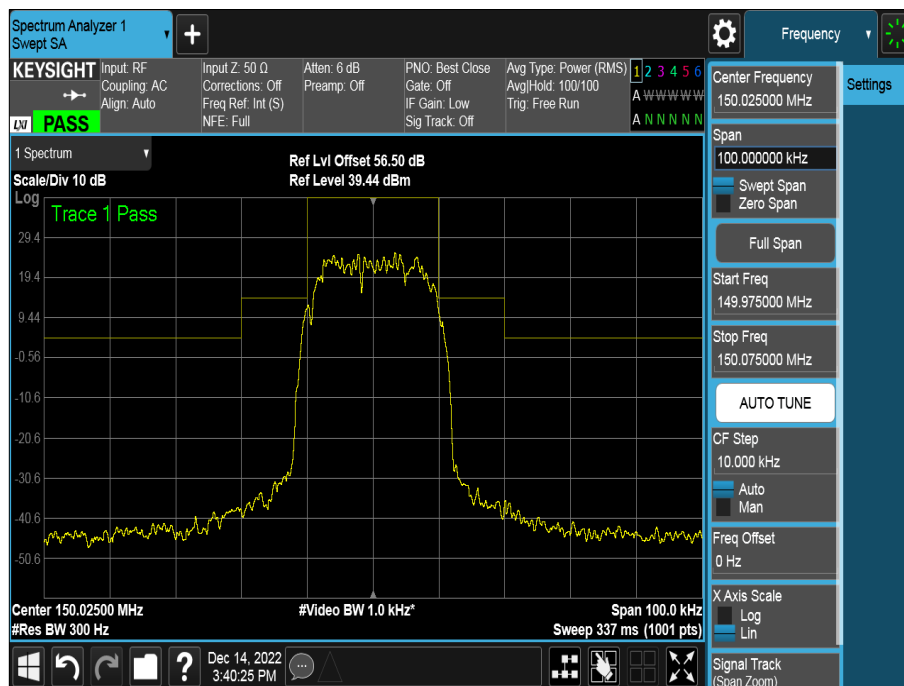 Spectrum Analyzer 1
Swept SA
Frequency
KEYSIGHT
LXI PASS
Input: RF
Coupling: AC
Align: Auto
Input Z: 50 Ω
Corrections: Off
Freq Ref: Int (S)
NFE: Full
Atten: 6 dB
Preamp: Off
PNO: Best Close
Gate: Off
IF Gain: Low
Sig Track: Off
Avg Type: Power (RMS)
Avg|Hold: 100/100
Trig: Free Run
1 2 3 4 5 6
A W W W W W
A N N N N N
1 Spectrum
Scale/Div 10 dB
Ref Lvl Offset 56.50 dB
Ref Level 39.44 dBm
Log
Trace 1 Pass
29.4
19.4
9.44
-0.56
-10.6
-20.6
-30.6
-40.6
-50.6
Center 150.02500 MHz
#Res BW 300 Hz
#Video BW 1.0 kHz*
Span 100.0 kHz
Sweep 337 ms (1001 pts)
Center Frequency
150.025000 MHz
Span
100.000000 kHz
Swept Span
Zero Span
Full Span
Start Freq
149.975000 MHz
Stop Freq
150.075000 MHz
AUTO TUNE
CF Step
10.000 kHz
Auto
Man
Freq Offset
0 Hz
X Axis Scale
Log
Lin
Signal Track
(Span Zoom)
Settings
?
Dec 14, 2022
3:40:25 PM